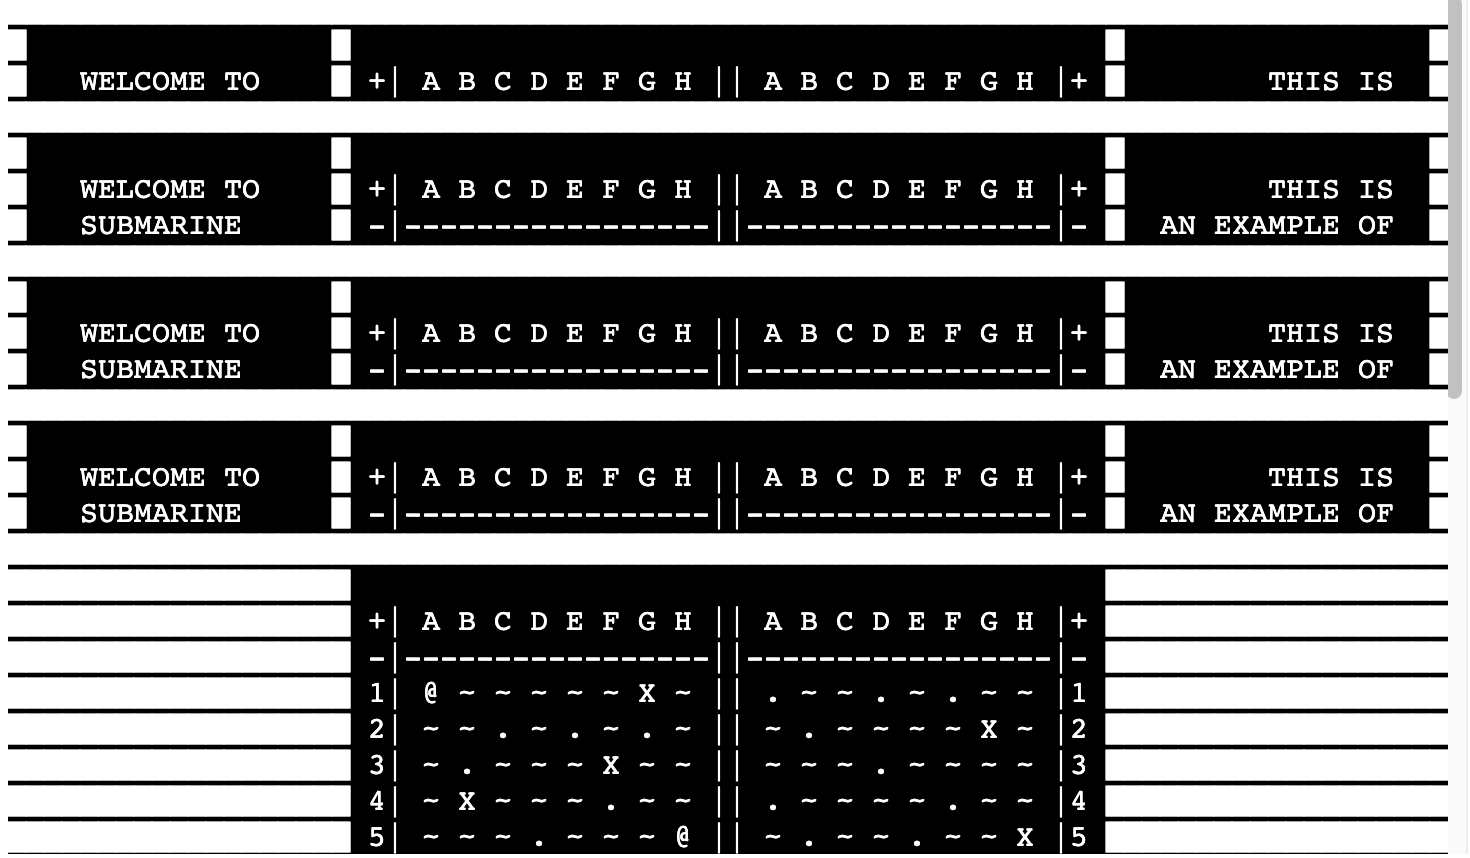 WELCOME TO +| A B C D E F G H || A B C D E F G H |+ THIS IS
WELCOME TO +| A B C D E F G H || A B C D E F G H |+ THIS IS
SUBMARINE -|-----------------||-----------------|- AN EXAMPLE OF
WELCOME TO +| A B C D E F G H || A B C D E F G H |+ THIS IS
SUBMARINE -|-----------------||-----------------|- AN EXAMPLE OF
WELCOME TO +| A B C D E F G H || A B C D E F G H |+ THIS IS
SUBMARINE -|-----------------||-----------------|- AN EXAMPLE OF
+| A B C D E F G H || A B C D E F G H |+
-|-----------------||-----------------|-
1| @ ~ ~ ~ ~ ~ X ~ || . ~ ~ . ~ . ~ ~ |1
2| ~ ~ . ~ . ~ . ~ || ~ . ~ ~ ~ ~ X ~ |2
3| ~ . ~ ~ ~ X ~ ~ || ~ ~ ~ . ~ ~ ~ ~ |3
4| ~ X ~ ~ ~ . ~ ~ || . ~ ~ ~ ~ . ~ ~ |4
5| ~ ~ ~ . ~ ~ ~ @ || ~ . ~ ~ . ~ ~ X |5